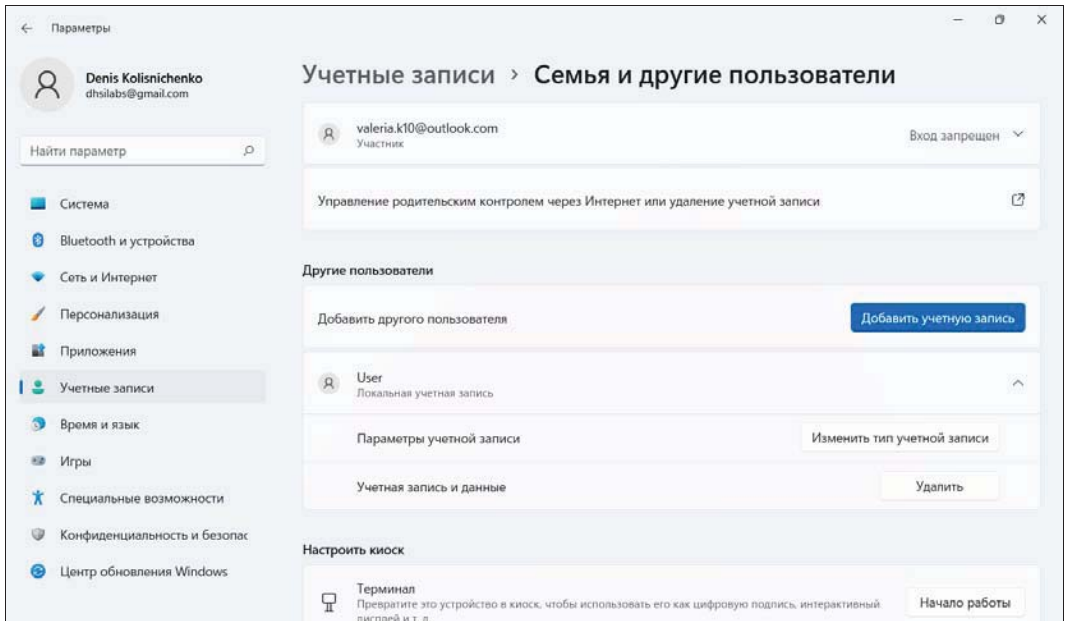 Параметры
Denis Kolisnichenko
dhsilabs@gmail.com
Найти параметр
Система
Bluetooth и устройства
Сеть и Интернет
Персонализация
Приложения
Учетные записи
Время и язык
Игры
Специальные возможности
Конфиденциальность и безопас
Центр обновления Windows
Учетные записи > Семья и другие пользователи
valeria.k10@outlook.com
Участник
Вход запрещен
Управление родительским контролем через Интернет или удаление учетной записи
Другие пользователи
Добавить другого пользователя
Добавить учетную запись
User
Локальная учетная запись
Параметры учетной записи
Изменить тип учетной записи
Учетная запись и данные
Удалить
Настроить киоск
Терминал
Превратите это устройство в киоск, чтобы использовать его как цифровую подпись, интерактивный
дисплей и т. д.
Начало работы